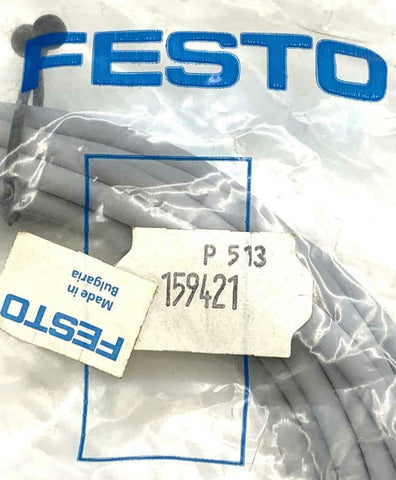 FESTO
P 513
159421
Made in
Bulgaria
FESTO